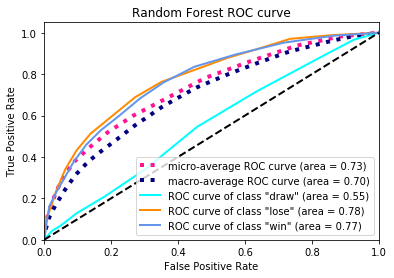 Random Forest ROC curve
True Positive Rate
1.0
0.8
0.6
0.4
0.2
0.0
micro-average ROC curve (area = 0.73)
macro-average ROC curve (area = 0.70)
ROC curve of class "draw" (area = 0.55)
ROC curve of class "lose" (area = 0.78)
ROC curve of class "win" (area = 0.77)
0.0 0.2 0.4 0.6 0.8 1.0
False Positive Rate